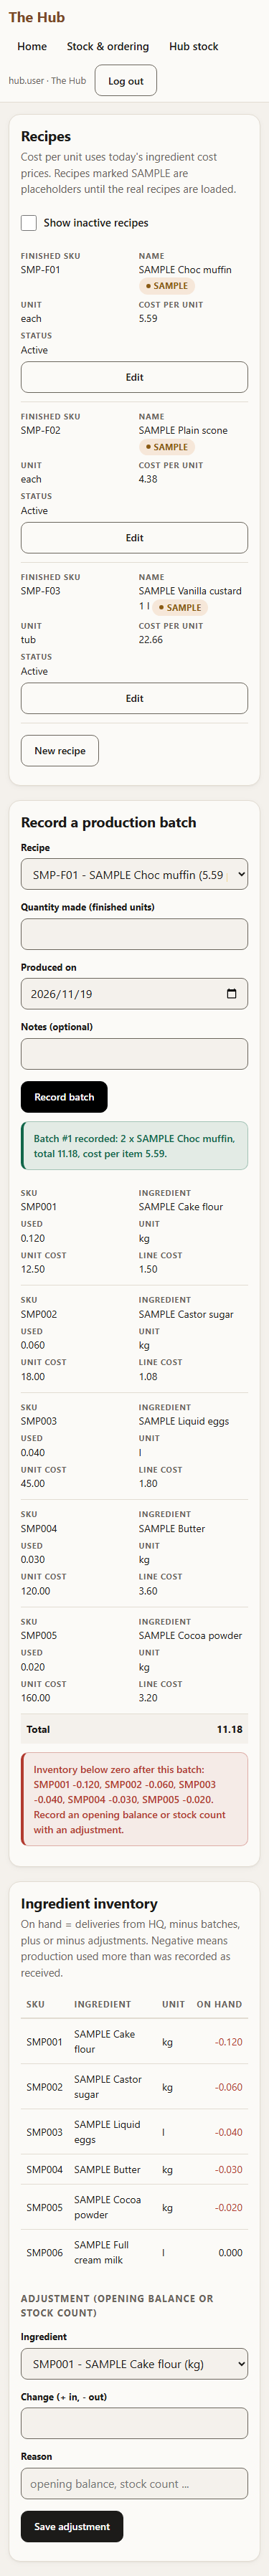 The Hub
Home Stock & ordering Hub stock
hub.user · The Hub Log out
Recipes
Cost per unit uses today's ingredient cost
prices. Recipes marked SAMPLE are
placeholders until the real recipes are loaded.
Show inactive recipes
FINISHED SKU NAME
SMP-F01 SAMPLE Choc muffin
• SAMPLE
UNIT COST PER UNIT
each 5.59
STATUS
Active
Edit
FINISHED SKU NAME
SMP-F02 SAMPLE Plain scone
• SAMPLE
UNIT COST PER UNIT
each 4.38
STATUS
Active
Edit
FINISHED SKU NAME
SMP-F03 SAMPLE Vanilla custard
1 l • SAMPLE
UNIT COST PER UNIT
tub 22.66
STATUS
Active
Edit
New recipe
Record a production batch
Recipe
SMP-F01 - SAMPLE Choc muffin (5.59
Quantity made (finished units)
Produced on
2026/11/19
Notes (optional)
Record batch
Batch #1 recorded: 2 x SAMPLE Choc muffin,
total 11.18, cost per item 5.59.
SKU INGREDIENT
SMP001 SAMPLE Cake flour
USED UNIT
0.120 kg
UNIT COST LINE COST
12.50 1.50
SKU INGREDIENT
SMP002 SAMPLE Castor sugar
USED UNIT
0.060 kg
UNIT COST LINE COST
18.00 1.08
SKU INGREDIENT
SMP003 SAMPLE Liquid eggs
USED UNIT
0.040 l
UNIT COST LINE COST
45.00 1.80
SKU INGREDIENT
SMP004 SAMPLE Butter
USED UNIT
0.030 kg
UNIT COST LINE COST
120.00 3.60
SKU INGREDIENT
SMP005 SAMPLE Cocoa powder
USED UNIT
0.020 kg
UNIT COST LINE COST
160.00 3.20
Total 11.18
Inventory below zero after this batch:
SMP001 -0.120, SMP002 -0.060, SMP003
-0.040, SMP004 -0.030, SMP005 -0.020.
Record an opening balance or stock count
with an adjustment.
Ingredient inventory
On hand = deliveries from HQ, minus batches,
plus or minus adjustments. Negative means
production used more than was recorded as
received.
SKU INGREDIENT UNIT ON HAND
SMP001 SAMPLE Cake flour kg -0.120
SMP002 SAMPLE Castor sugar kg -0.060
SMP003 SAMPLE Liquid eggs l -0.040
SMP004 SAMPLE Butter kg -0.030
SMP005 SAMPLE Cocoa powder kg -0.020
SMP006 SAMPLE Full cream milk l 0.000
ADJUSTMENT (OPENING BALANCE OR
STOCK COUNT)
Ingredient
SMP001 - SAMPLE Cake flour (kg)
Change (+ in, - out)
Reason
opening balance, stock count ...
Save adjustment